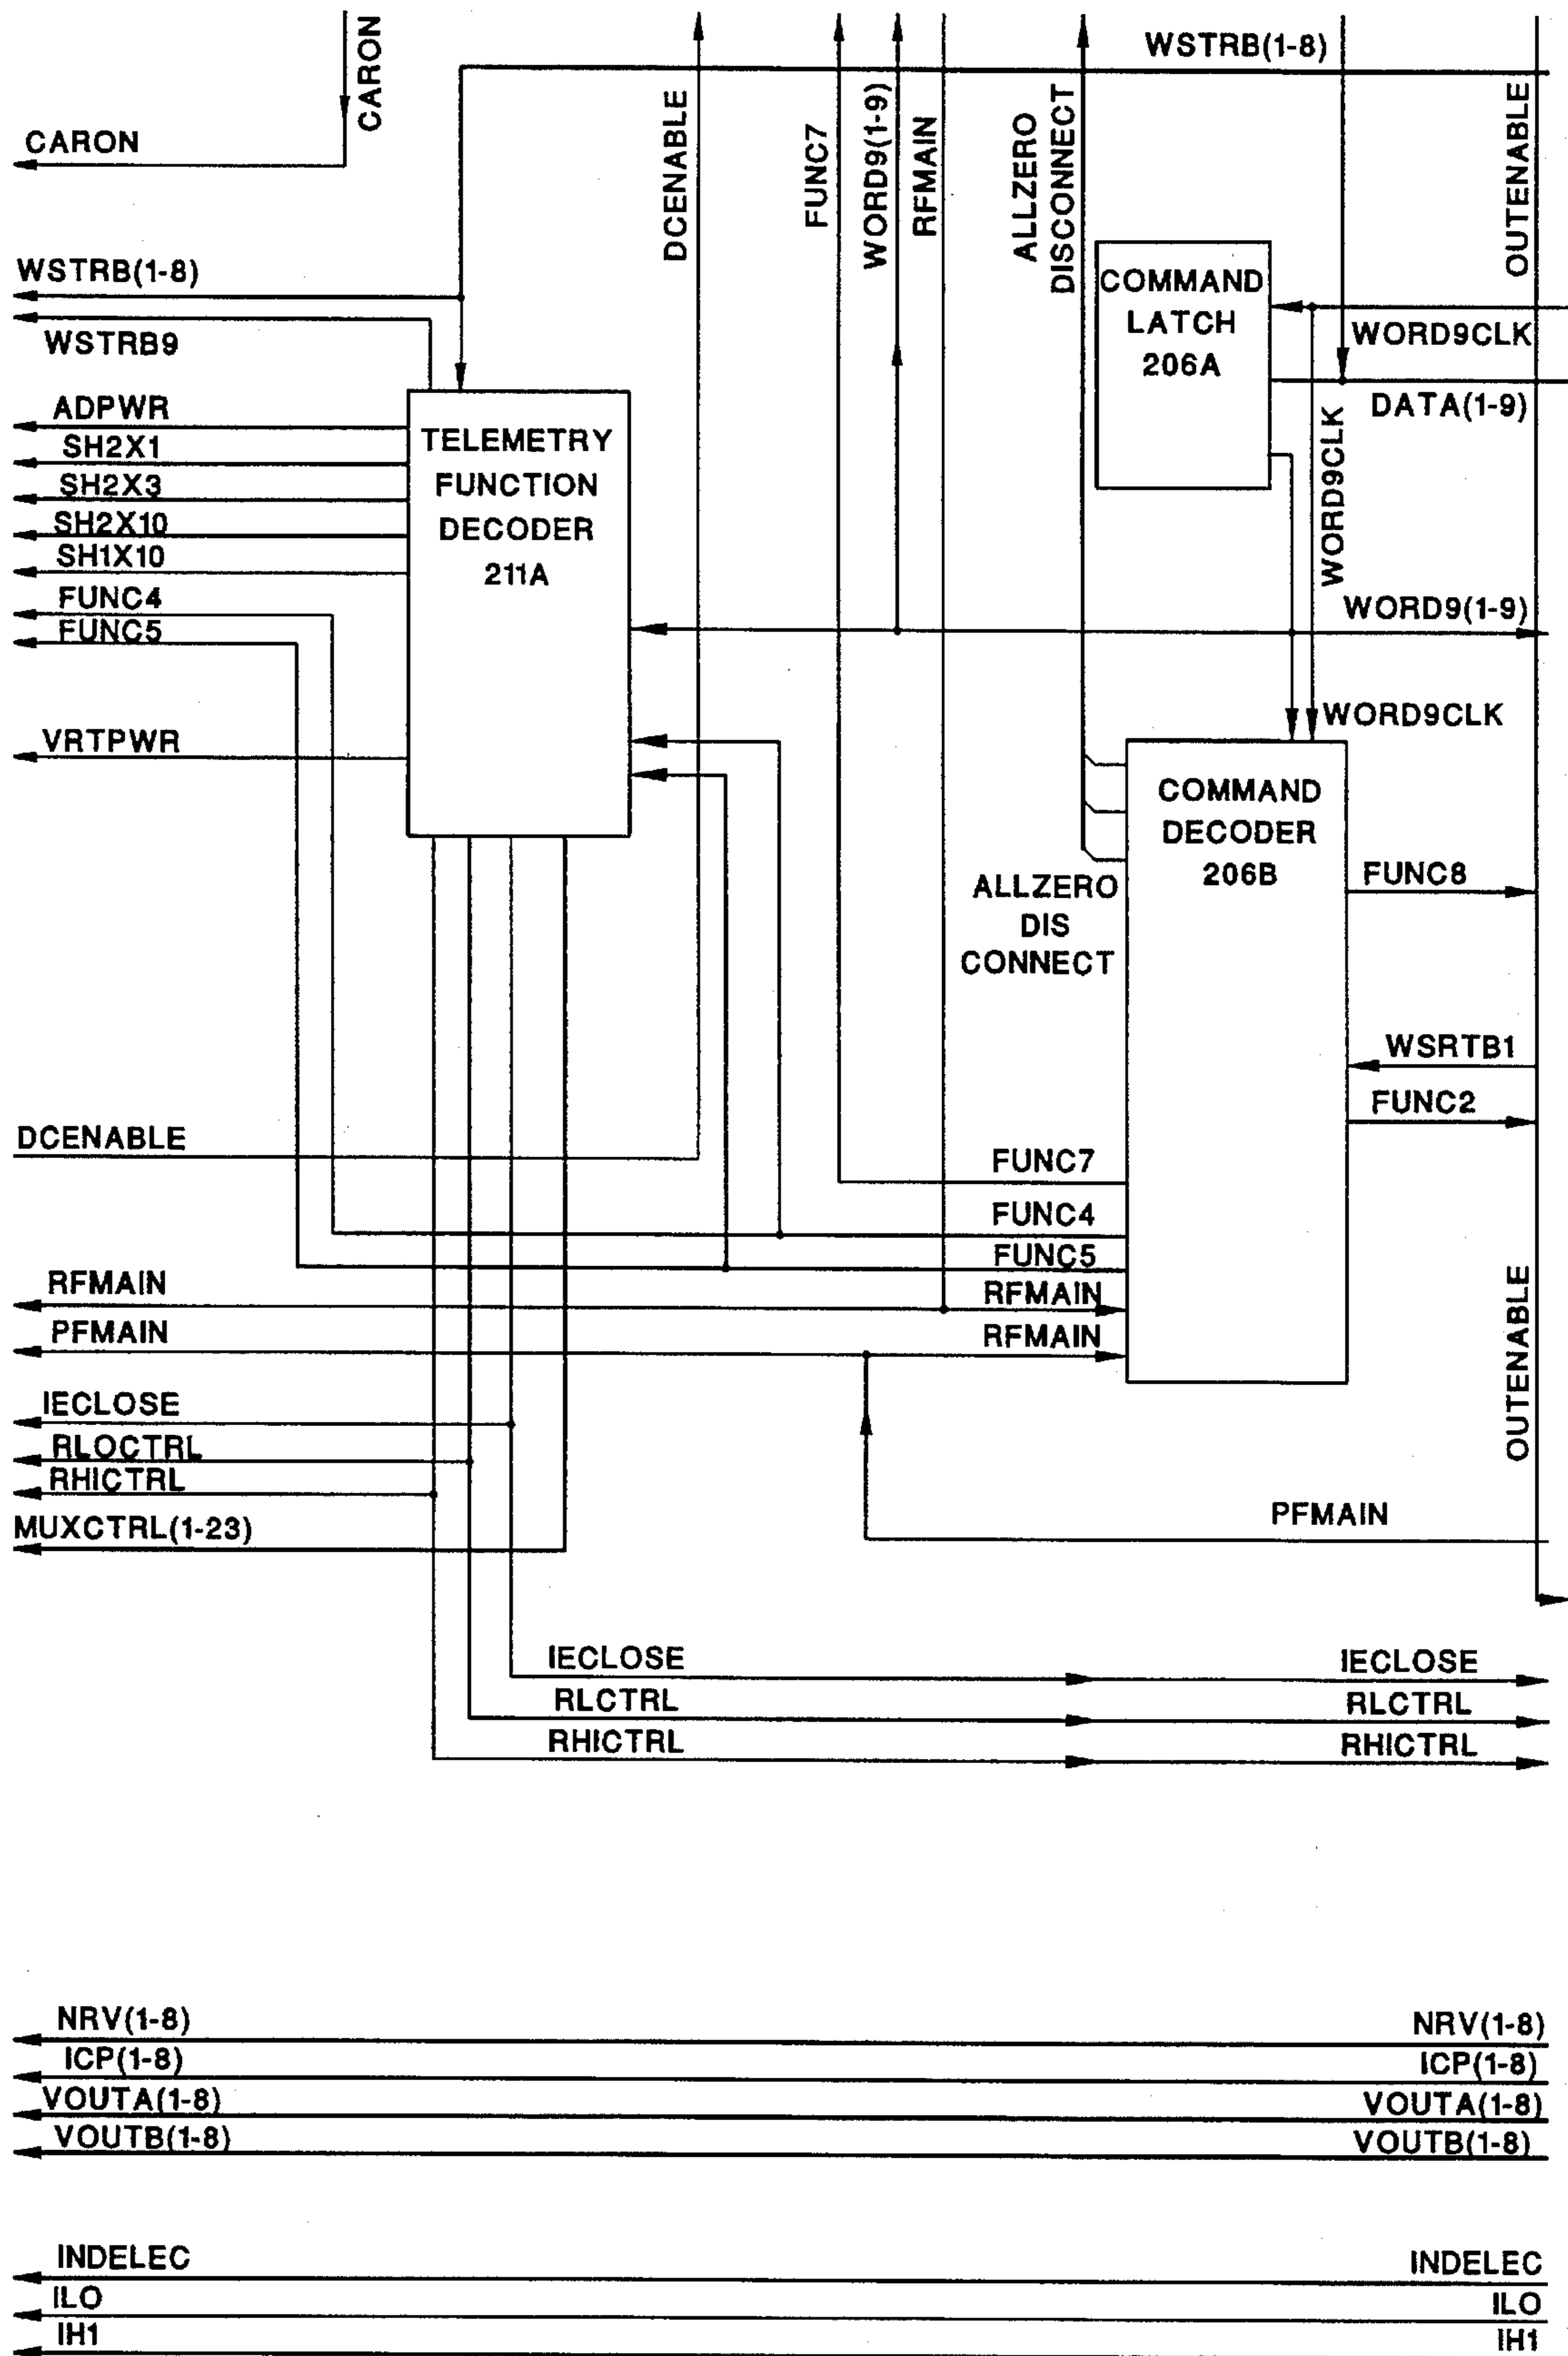 WSTRB(1-8)
CARON
CARON
DCENABLE
FUNC7
WORD9(1-9)
RFMAIN
ALLZERO
DISCONNECT
OUTENABLE
WSTRB(1-8)
WSTRB9
COMMAND
LATCH
206A
WORD9CLK
DATA(1-9)
WORD9CLK
ADPWR
SH2X1
SH2X3
SH2X10
SH1X10
FUNC4
FUNC5
VRTPWR
TELEMETRY
FUNCTION
DECODER
211A
WORD9(1-9)
WORD9CLK
COMMAND
DECODER
206B
ALLZERO
DIS
CONNECT
FUNC8
WSRTB1
FUNC2
DCENABLE
FUNC7
FUNC4
FUNC5
RFMAIN
RFMAIN
PFMAIN
RFMAIN
OUTENABLE
IECLOSE
RLOCTRL
RHICTRL
MUXCTRL(1-23)
PFMAIN
IECLOSE
IECLOSE
RLCTRL
RLCTRL
RHICTRL
RHICTRL
NRV(1-8)
NRV(1-8)
ICP(1-8)
ICP(1-8)
VOUTA(1-8)
VOUTA(1-8)
VOUTB(1-8)
VOUTB(1-8)
INDELEC
INDELEC
ILO
ILO
IH1
IH1